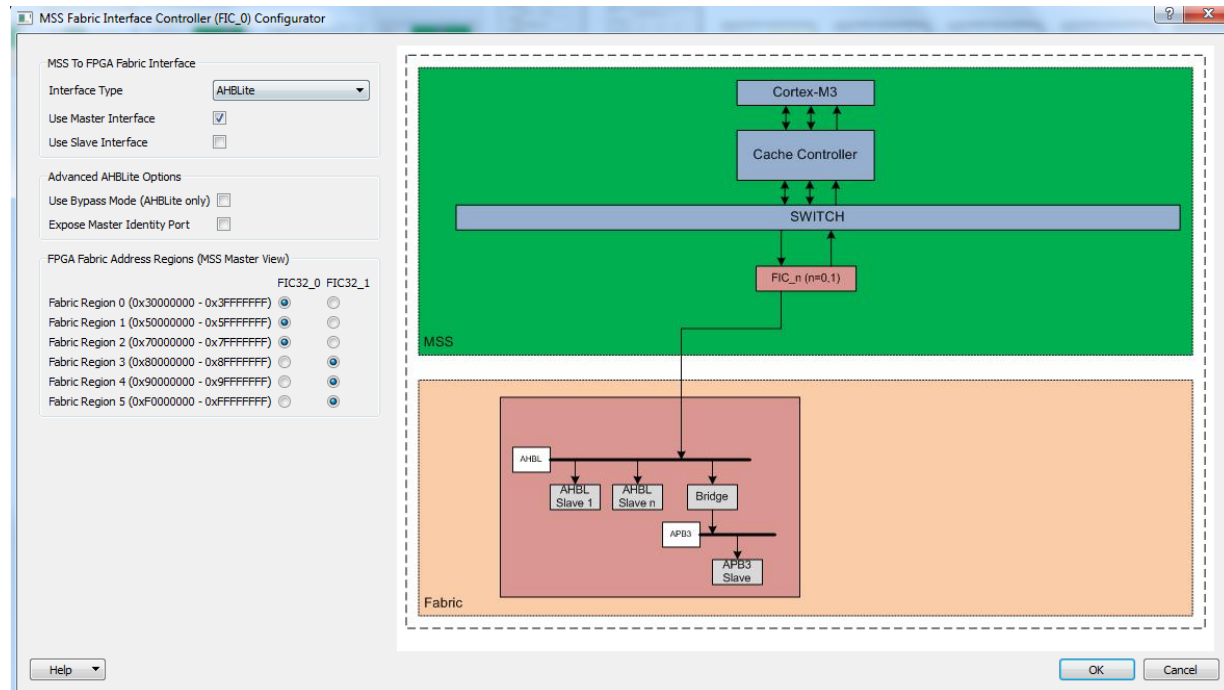 MSS Fabric Interface Controller (FIC_0) Configurator
MSS To FPGA Fabric Interface
Interface Type AHBLite
Use Master Interface
Use Slave Interface
Advanced AHBLite Options
Use Bypass Mode (AHBLite only)
Expose Master Identity Port
FPGA Fabric Address Regions (MSS Master View)
FIC32_0 FIC32_1
Fabric Region 0 (0x30000000 - 0x3FFFFFFF)
Fabric Region 1 (0x50000000 - 0x5FFFFFFF)
Fabric Region 2 (0x70000000 - 0x7FFFFFFF)
Fabric Region 3 (0x80000000 - 0x8FFFFFFF)
Fabric Region 4 (0x90000000 - 0x9FFFFFFF)
Fabric Region 5 (0xF0000000 - 0xFFFFFFFF)
Cortex-M3
Cache Controller
SWITCH
FIC_n (n=0,1)
MSS
AHBL
AHBL
Slave 1
AHBL
Slave n
Bridge
APB3
APB3
Slave
Fabric
Help
OK
Cancel